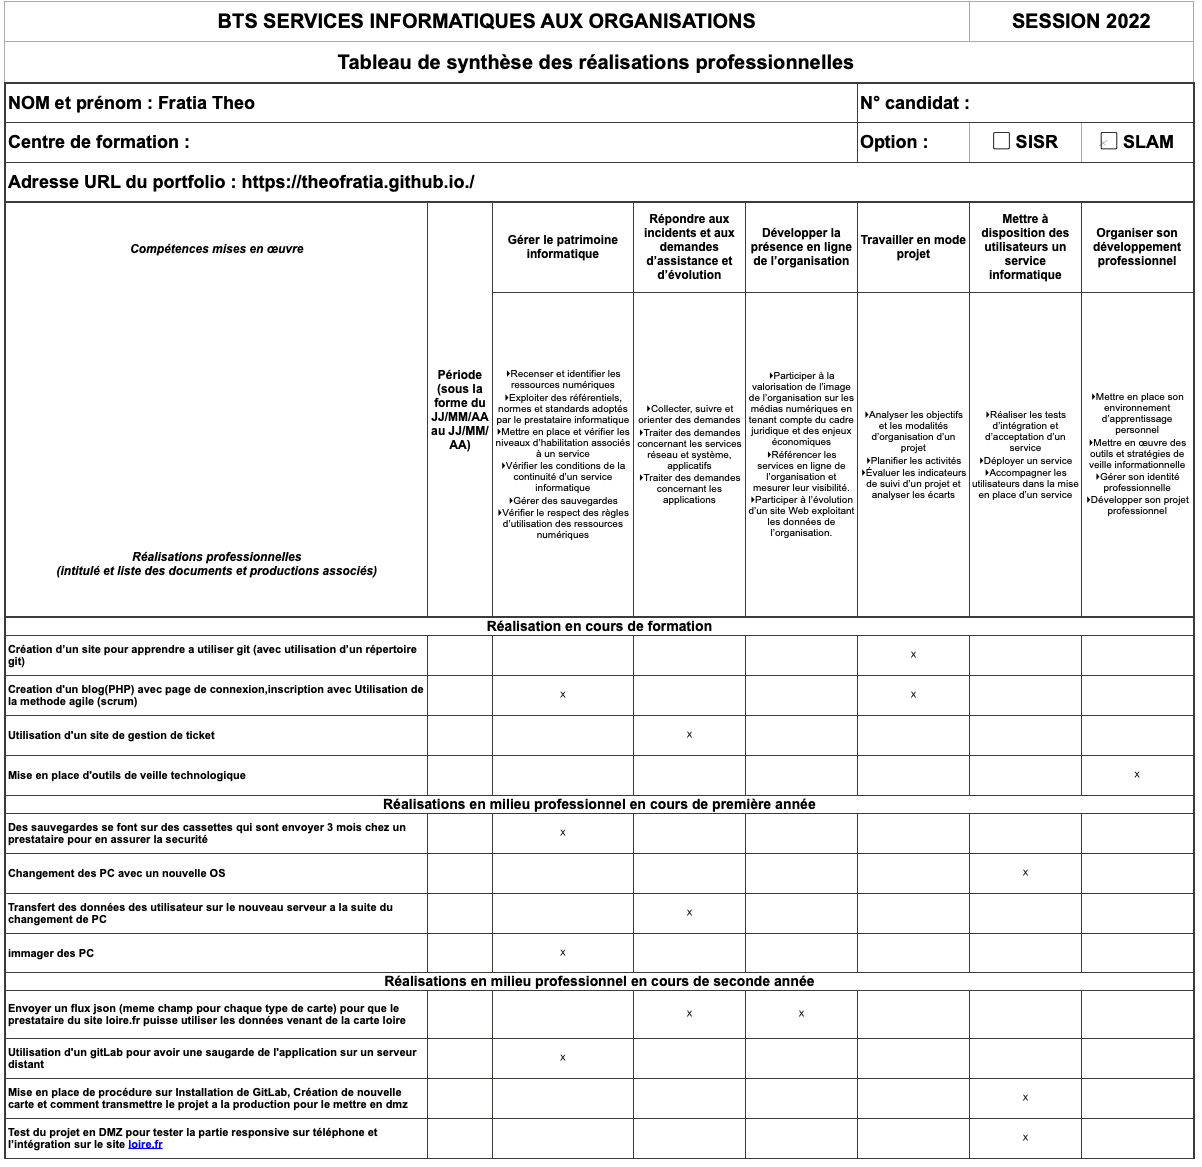 BTS SERVICES INFORMATIQUES AUX ORGANISATIONS
SESSION 2022
Tableau de synthèse des réalisations professionnelles
NOM et prénom : Fratia Theo
N° candidat :
Centre de formation :
Option :
SISR
SLAM
Adresse URL du portfolio : https://theofratia.github.io./
Compétences mises en œuvre
Réalisations professionnelles
(intitulé et liste des documents et productions associés)
Période
(sous la
forme du
JJ/MM/AA
au JJ/MM/
AA)
Gérer le patrimoine
informatique
Répondre aux
incidents et aux
demandes
d’assistance et
d’évolution
Développer la
présence en ligne
de l’organisation
Travailler en mode
projet
Mettre à
disposition des
utilisateurs un
service
informatique
Organiser son
développement
professionnel
‣Recenser et identifier les
ressources numériques
‣Exploiter des référentiels,
normes et standards adoptés
par le prestataire informatique
‣Mettre en place et vérifier les
niveaux d’habilitation associés
à un service
‣Vérifier les conditions de la
continuité d’un service
informatique
‣Gérer des sauvegardes
‣Vérifier le respect des règles
d’utilisation des ressources
numériques
‣Collecter, suivre et
orienter des demandes
‣Traiter des demandes
concernant les services
réseau et système,
applicatifs
‣Traiter des demandes
concernant les
applications
‣Participer à la
valorisation de l’image
de l’organisation sur les
médias numériques en
tenant compte du cadre
juridique et des enjeux
économiques
‣Référencer les
services en ligne de
l’organisation et
mesurer leur visibilité.
‣Participer à l’évolution
d’un site Web exploitant
les données de
l’organisation.
‣Analyser les objectifs
et les modalités
d’organisation d’un
projet
‣Planifier les activités
‣Évaluer les indicateurs
de suivi d’un projet et
analyser les écarts
‣Réaliser les tests
d’intégration et
d’acceptation d’un
service
‣Déployer un service
‣Accompagner les
utilisateurs dans la mise
en place d’un service
‣Mettre en place son
environnement
d’apprentissage
personnel
‣Mettre en œuvre des
outils et stratégies de
veille informationnelle
‣Gérer son identité
professionnelle
‣Développer son projet
professionnel
Réalisation en cours de formation
Création d’un site pour apprendre a utiliser git (avec utilisation d’un répertoire
git)
x
Creation d'un blog(PHP) avec page de connexion,inscription avec Utilisation de
la methode agile (scrum)
x x
Utilisation d'un site de gestion de ticket
x
Mise en place d'outils de veille technologique
x
Réalisations en milieu professionnel en cours de première année
Des sauvegardes se font sur des cassettes qui sont envoyer 3 mois chez un
prestataire pour en assurer la securité
x
Changement des PC avec un nouvelle OS
x
Transfert des données des utilisateur sur le nouveau serveur a la suite du
changement de PC
x
immager des PC
x
Réalisations en milieu professionnel en cours de seconde année
Envoyer un flux json (meme champ pour chaque type de carte) pour que le
prestataire du site loire.fr puisse utiliser les données venant de la carte loire
x x
Utilisation d'un gitLab pour avoir une saugarde de l'application sur un serveur
distant
x
Mise en place de procédure sur Installation de GitLab, Création de nouvelle
carte et comment transmettre le projet a la production pour le mettre en dmz
x
Test du projet en DMZ pour tester la partie responsive sur téléphone et
l’intégration sur le site loire.fr
x